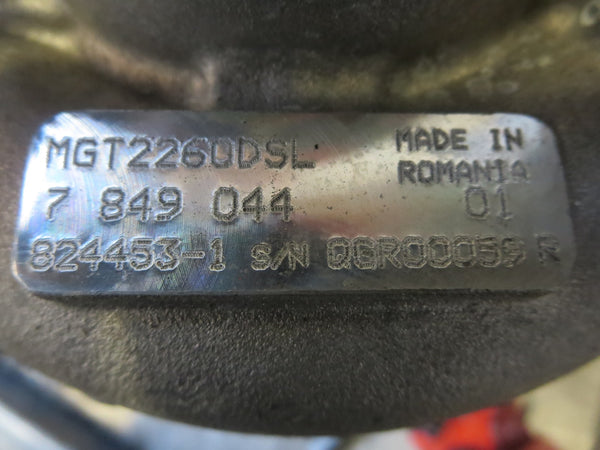 MGT2260DSL MADE IN
ROMANIA
7 849 044 01
824453-1 S/N QGR00059 R